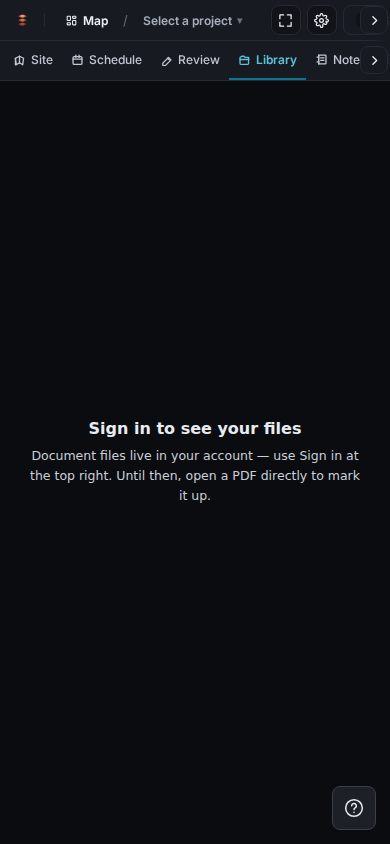 Map / Select a project ▾
Site Schedule Review Library Note
Sign in to see your files
Document files live in your account — use Sign in at
the top right. Until then, open a PDF directly to mark
it up.